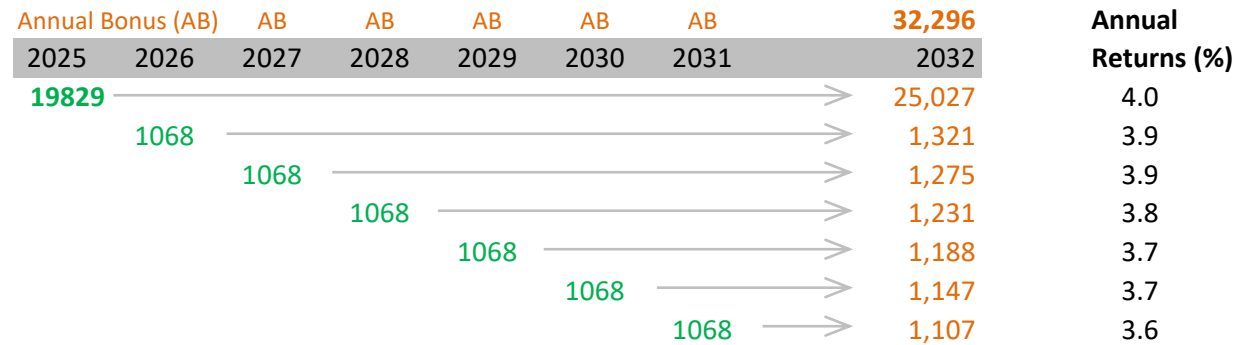 Annual Bonus (AB) AB AB AB AB AB 32,296 Annual
2025 2026 2027 2028 2029 2030 2031 2032 Returns (%)
19829 25,027 4.0
1068 1,321 3.9
1068 1,275 3.9
1068 1,231 3.8
1068 1,188 3.7
1068 1,147 3.7
1068 1,107 3.6